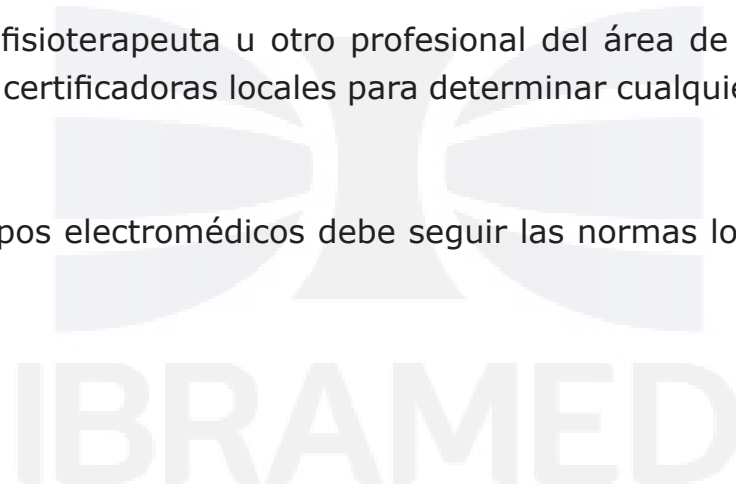 fisioterapeuta u otro profesional del área de
certificadoras locales para determinar cualquie
pos electromédicos debe seguir las normas lo
IBRAMED